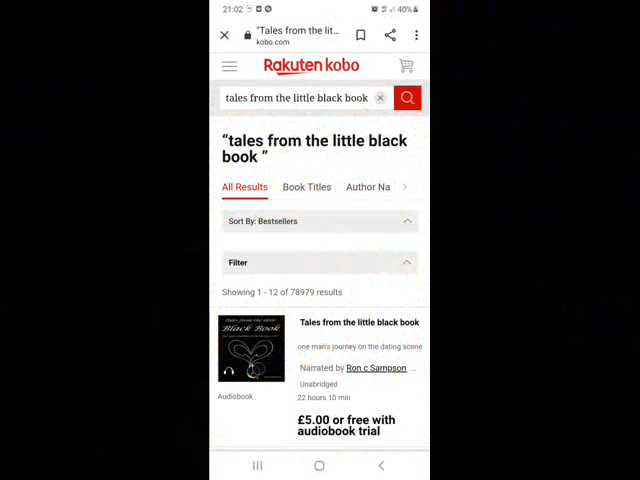 21:02 40%
"Tales from the lit...
kobo.com
Rakuten kobo
tales from the little black book
“tales from the little black
book ”
All Results Book Titles Author Na
Sort By: Bestsellers
Filter
Showing 1 - 12 of 78979 results
Tales from the little
Black Book
Tales from the little black book
one man's journey on the dating scene
Narrated by Ron c Sampson ...
Unabridged
Audiobook
22 hours 10 min
£5.00 or free with
audiobook trial